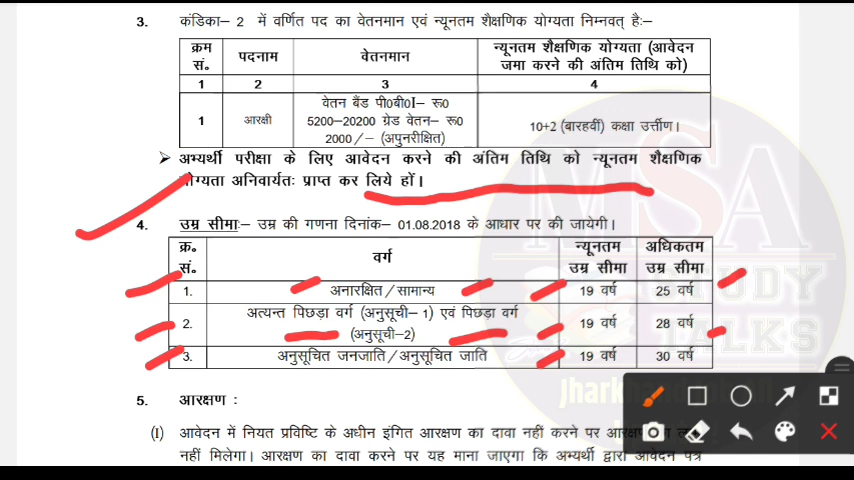 3. कंडिका– 2 में वर्णित पद का वेतनमान एवं न्यूनतम शैक्षणिक योग्यता निम्नवत् है:–
क्रम सं॰ पदनाम वेतनमान न्यूनतम शैक्षणिक योग्यता (आवेदन जमा करने की अंतिम तिथि को)
1 2 3 4
1 आरक्षी वेतन बैंड पी0बी0I– रू0 5200-20200 ग्रेड वेतन– रू0 2000/– (अपुनरीक्षित) 10+2 (बारहवीं) कक्षा उर्त्तीण।
➢ अभ्यर्थी परीक्षा के लिए आवेदन करने की अंतिम तिथि को न्यूनतम शैक्षणिक
योग्यता अनिवार्यतः प्राप्त कर लिये हों।
4. उम्र सीमाः– उम्र की गणना दिनांक– 01.08.2018 के आधार पर की जायेगी।
क्र॰ सं॰ वर्ग न्यूनतम उम्र सीमा अधिकतम उम्र सीमा
1. अनारक्षित/सामान्य 19 वर्ष 25 वर्ष
2. अत्यन्त पिछड़ा वर्ग (अनुसूची– 1) एवं पिछड़ा वर्ग (अनुसूची-2) 19 वर्ष 28 वर्ष
3. अनुसूचित जनजाति/अनुसूचित जाति 19 वर्ष 30 वर्ष
5. आरक्षण :
(I) आवेदन में नियत प्रविष्टि के अधीन इंगित आरक्षण का दावा नहीं करने पर
नहीं मिलेगा। आरक्षण का दावा करने पर यह माना जाएगा कि अभ्यर्थी द्वारा आवेदन पत्र
MSA
STUDY
TALKS